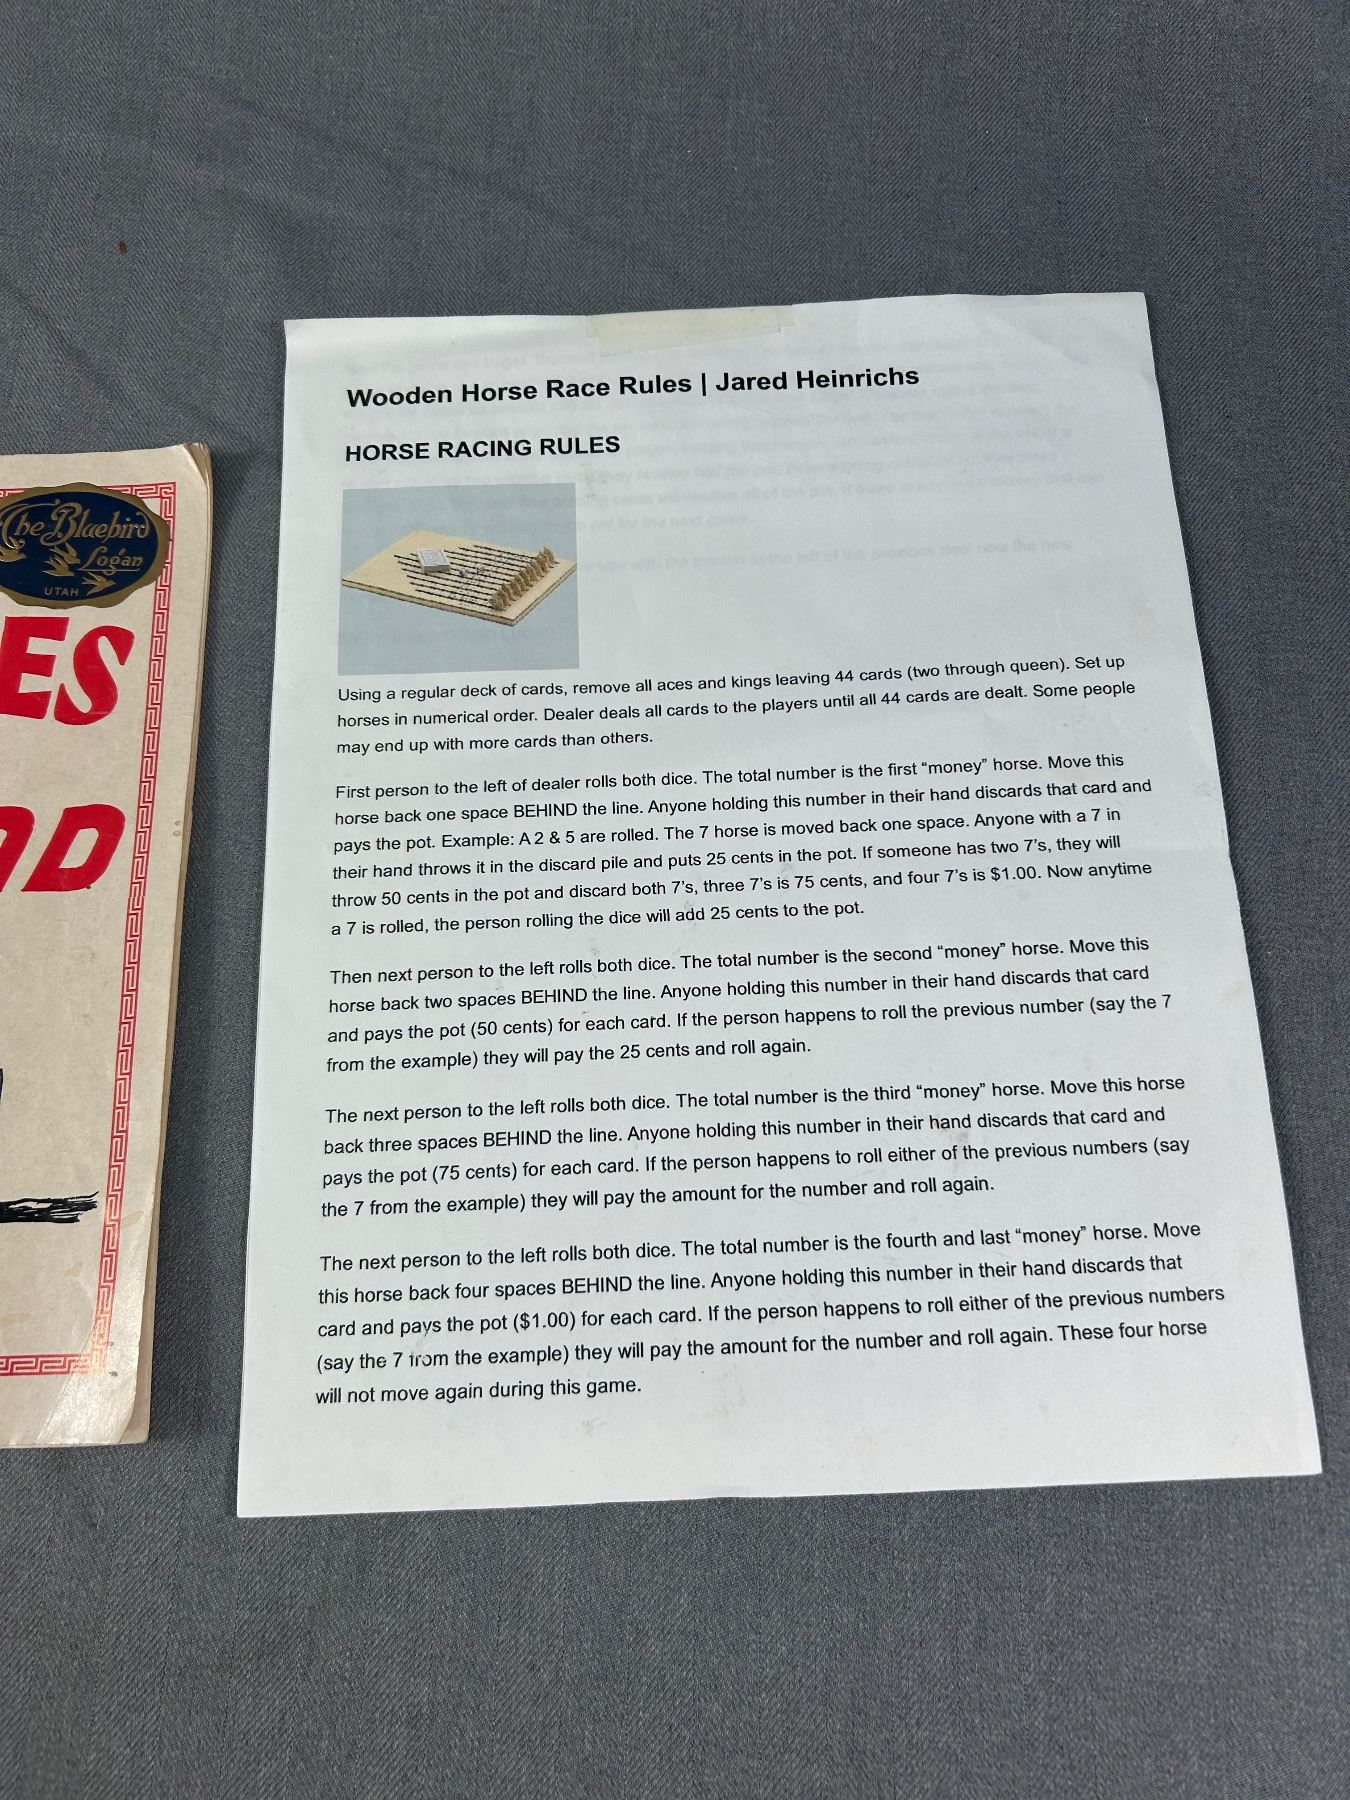 Wooden Horse Race Rules | Jared Heinrichs
HORSE RACING RULES
Using a regular deck of cards, remove all aces and kings leaving 44 cards (two through queen). Set up
horses in numerical order. Dealer deals all cards to the players until all 44 cards are dealt. Some people
may end up with more cards than others.
First person to the left of dealer rolls both dice. The total number is the first “money” horse. Move this
horse back one space BEHIND the line. Anyone holding this number in their hand discards that card and
pays the pot. Example: A 2 & 5 are rolled. The 7 horse is moved back one space. Anyone with a 7 in
their hand throws it in the discard pile and puts 25 cents in the pot. If someone has two 7’s, they will
throw 50 cents in the pot and discard both 7’s, three 7’s is 75 cents, and four 7’s is $1.00. Now anytime
a 7 is rolled, the person rolling the dice will add 25 cents to the pot.
Then next person to the left rolls both dice. The total number is the second “money” horse. Move this
horse back two spaces BEHIND the line. Anyone holding this number in their hand discards that card
and pays the pot (50 cents) for each card. If the person happens to roll the previous number (say the 7
from the example) they will pay the 25 cents and roll again.
The next person to the left rolls both dice. The total number is the third “money” horse. Move this horse
back three spaces BEHIND the line. Anyone holding this number in their hand discards that card and
pays the pot (75 cents) for each card. If the person happens to roll either of the previous numbers (say
the 7 from the example) they will pay the amount for the number and roll again.
The next person to the left rolls both dice. The total number is the fourth and last “money” horse. Move
this horse back four spaces BEHIND the line. Anyone holding this number in their hand discards that
card and pays the pot ($1.00) for each card. If the person happens to roll either of the previous numbers
(say the 7 from the example) they will pay the amount for the number and roll again. These four horse
will not move again during this game.
The Bluebird
Logan
UTAH
ES